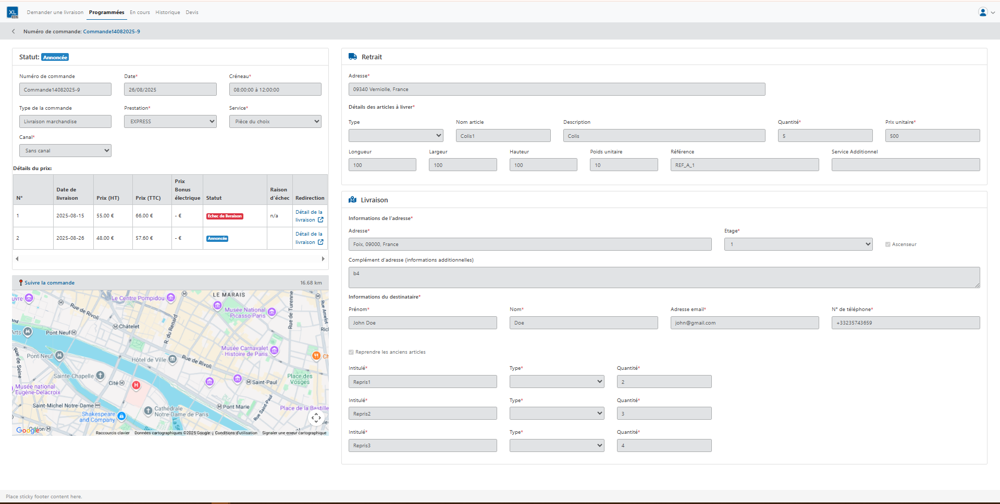 XL
EDS
Demander une livraison
Programmées
En cours
Historique
Devis
Numéro de commande: Commande14082025-9
Statut: Annoncée
Numéro de commande
Date*
Créneau*
Commande14082025-9
26/08/2025
08:00:00 à 12:00:00
Type de la commande
Prestation*
Service*
Livraison marchandise
EXPRESS
Pièce du choix
Canal*
Sans canal
Détails du prix:
N°
Date de livraison
Prix (HT)
Prix (TTC)
Prix Bonus électrique
Statut
Raison d'échec
Redirection
1
2025-08-15
55.00 €
66.00 €
- €
Echec de livraison
n/a
Détail de la livraison
2
2025-08-26
48.00 €
57.60 €
- €
Annoncée
Détail de la livraison
Suivre la commande
16.68 km
uvre
Le Centre Pompidou
LE MARAIS
Rue de Rivoli
Musée National
Picasso-Paris
Rue de Turenne
Rue Amelot
Arts
Pont Neuf
Châtelet
R. du Renard
Musée Carnavalet
- Histoire de Paris
Rue de Seine
Pont Neuf
Hôtel de Ville
Rue de Rivoli
Ch
Sainte-Chapelle
Cité
Saint-Paul
Place des
Vosges
Musée national
Eugène-Delacroix
Saint-Michel Notre-Dame
Pont Marie
Rue Saint-Paul
Place de la Bastille
Cathédrale
Notre-Dame de Paris
Shakespeare
and Company
Google
Raccourcis clavier
Données cartographiques ©2025 Google
Conditions d'utilisation
Signaler une erreur cartographique
Retrait
Adresse*
09340 Verniolle, France
Détails des articles à livrer*
Type
Nom article
Description
Quantité*
Prix unitaire*
Colis1
Colis
5
500
Longueur
Largeur
Hauteur
Poids unitaire
Référence
Service Additionnel
100
100
100
10
REF_A_1
Livraison
Informations de l'adresse*
Adresse*
Etage*
Foix, 09000, France
1
Ascenseur
Complément d'adresse (informations additionnelles)
b4
Informations du destinataire*
Prénom*
Nom*
Adresse email*
N° de téléphone*
John Doe
Doe
john@gmail.com
+33235743659
Reprendre les anciens articles
Intitulé*
Type*
Quantité*
Repris1
2
Intitulé*
Type*
Quantité*
Repris2
3
Intitulé*
Type*
Quantité*
Repris3
4
Place sticky footer content here.